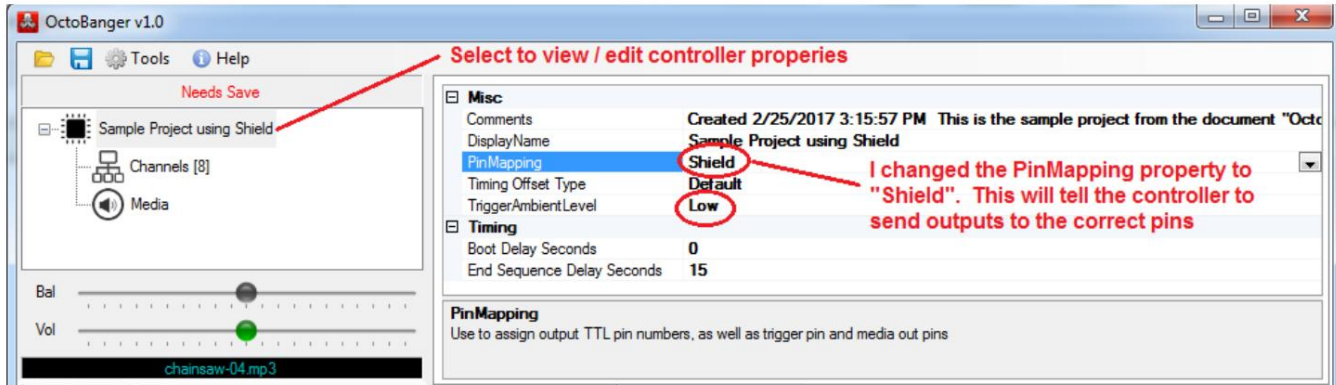 OctoBanger v1.0
Tools Help
Select to view / edit controller properies
Needs Save
Sample Project using Shield
Channels [8]
Media
Bal
Vol
chainsaw-04.mp3
Misc
Comments Created 2/25/2017 3:15:57 PM This is the sample project from the document "Octo
DisplayName Sample Project using Shield
PinMapping Shield
Timing Offset Type Default
TriggerAmbientLevel Low
Timing
Boot Delay Seconds 0
End Sequence Delay Seconds 15
I changed the PinMapping property to
"Shield". This will tell the controller to
send outputs to the correct pins
PinMapping
Use to assign output TTL pin numbers, as well as trigger pin and media out pins